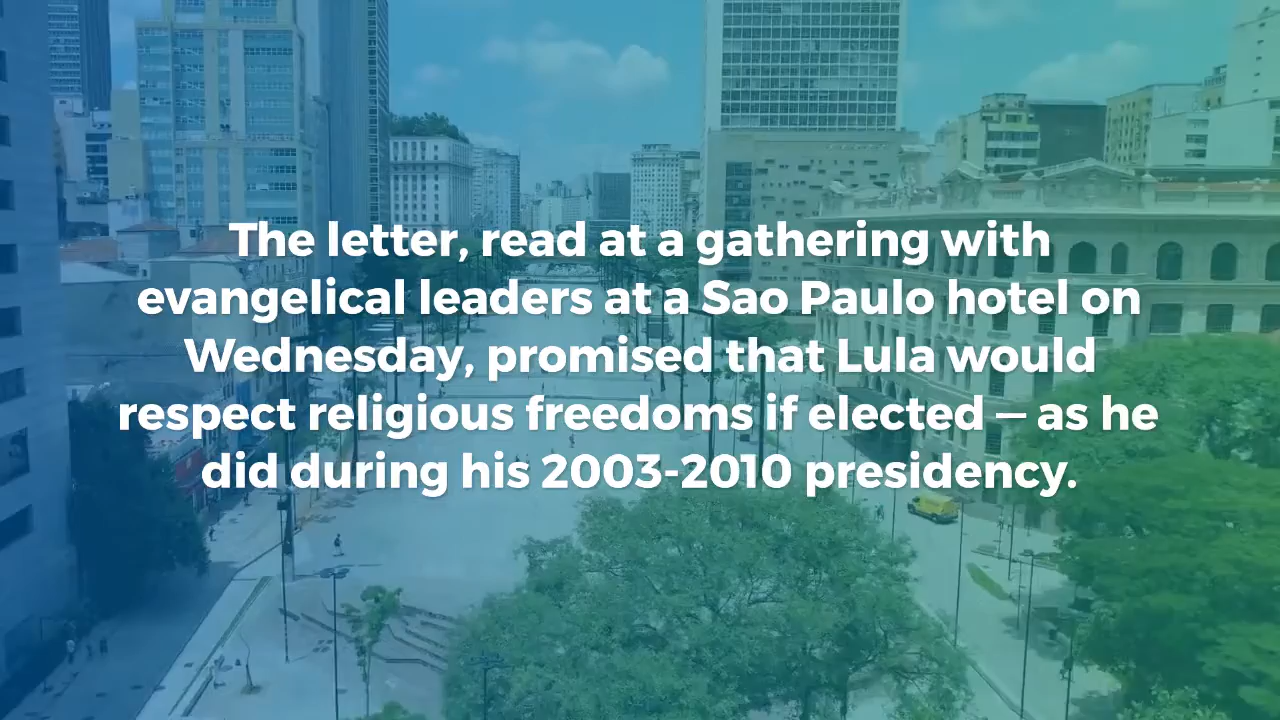 The letter, read at a gathering with
evangelical leaders at a Sao Paulo hotel on
Wednesday, promised that Lula would
respect religious freedoms if elected — as he
did during his 2003-2010 presidency.